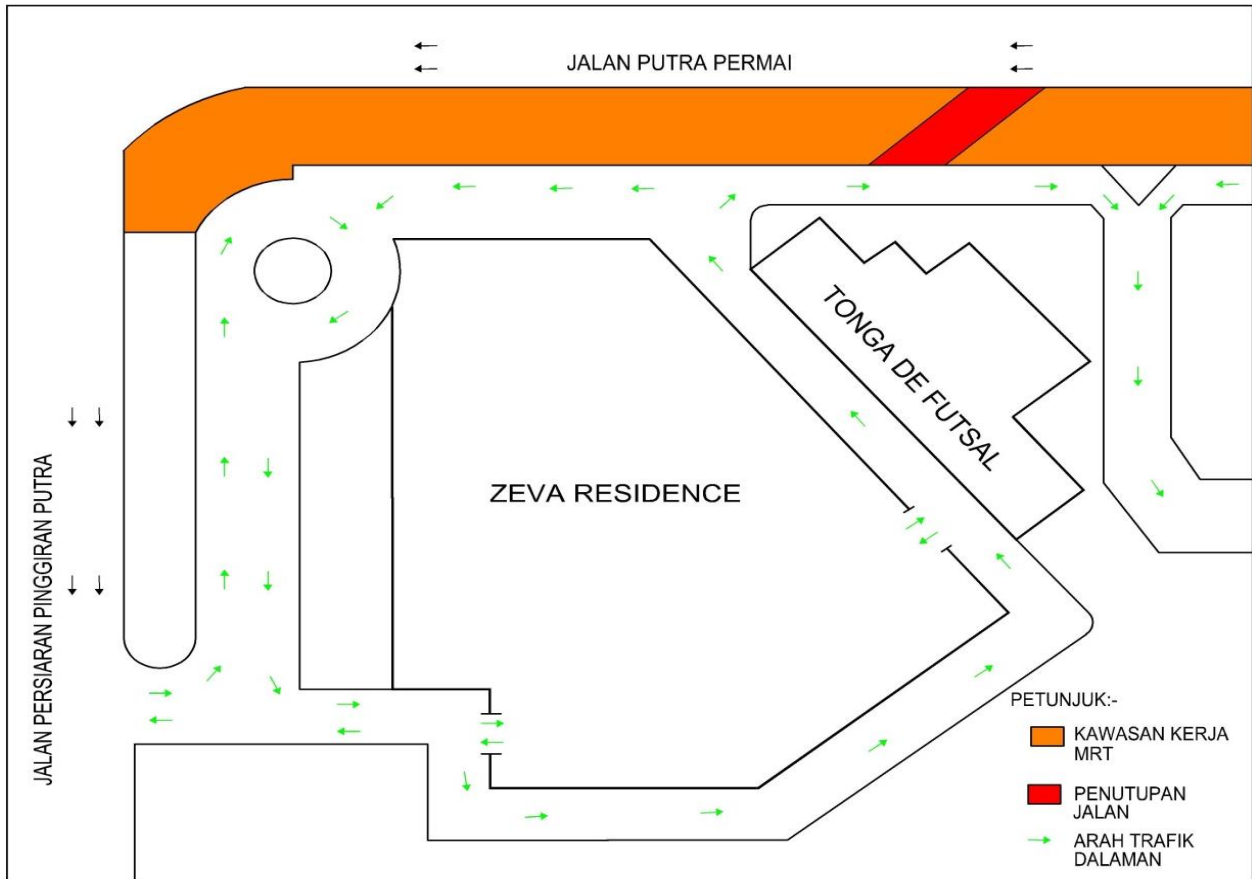 JALAN PUTRA PERMAI
TONGA DE FUTSAL
ZEVA RESIDENCE
JALAN PERSIARAN PINGGIRAN PUTRA
PETUNJUK:-
KAWASAN KERJA
MRT
PENUTUPAN
JALAN
ARAH TRAFIK
DALAMAN